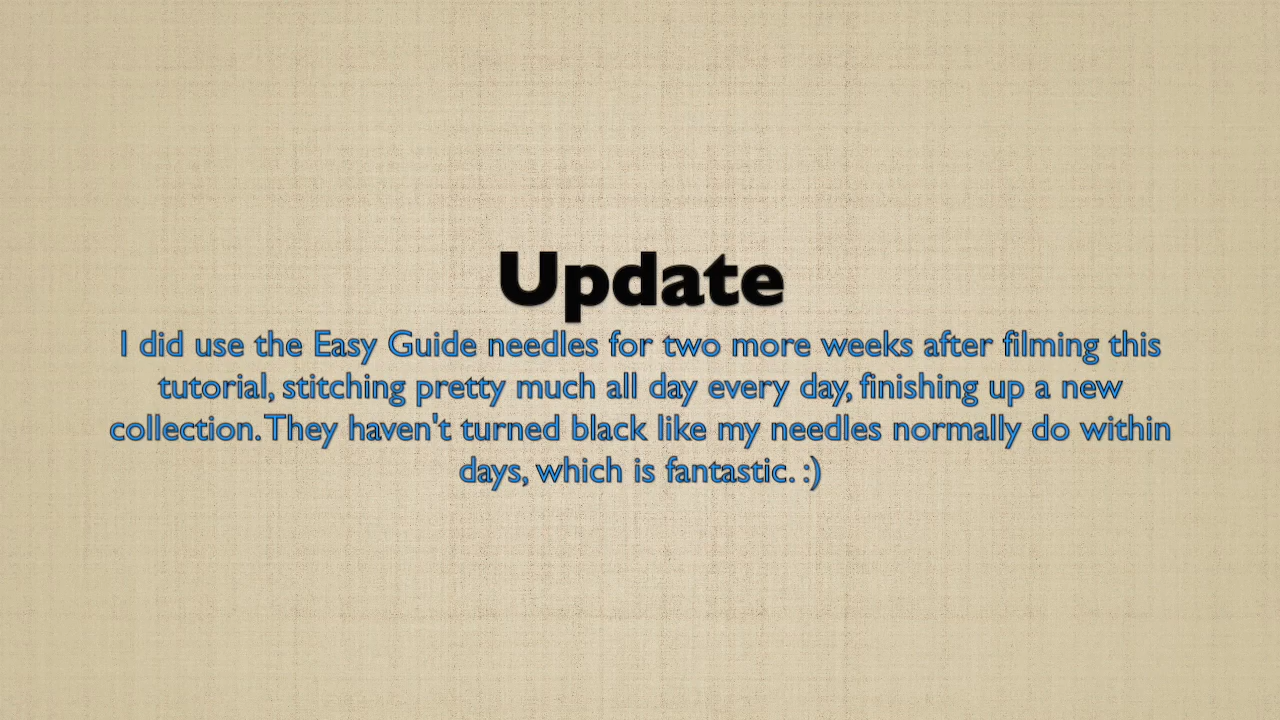 Update
I did use the Easy Guide needles for two more weeks after filming this
tutorial, stitching pretty much all day every day, finishing up a new
collection. They haven't turned black like my needles normally do within
days, which is fantastic. :)